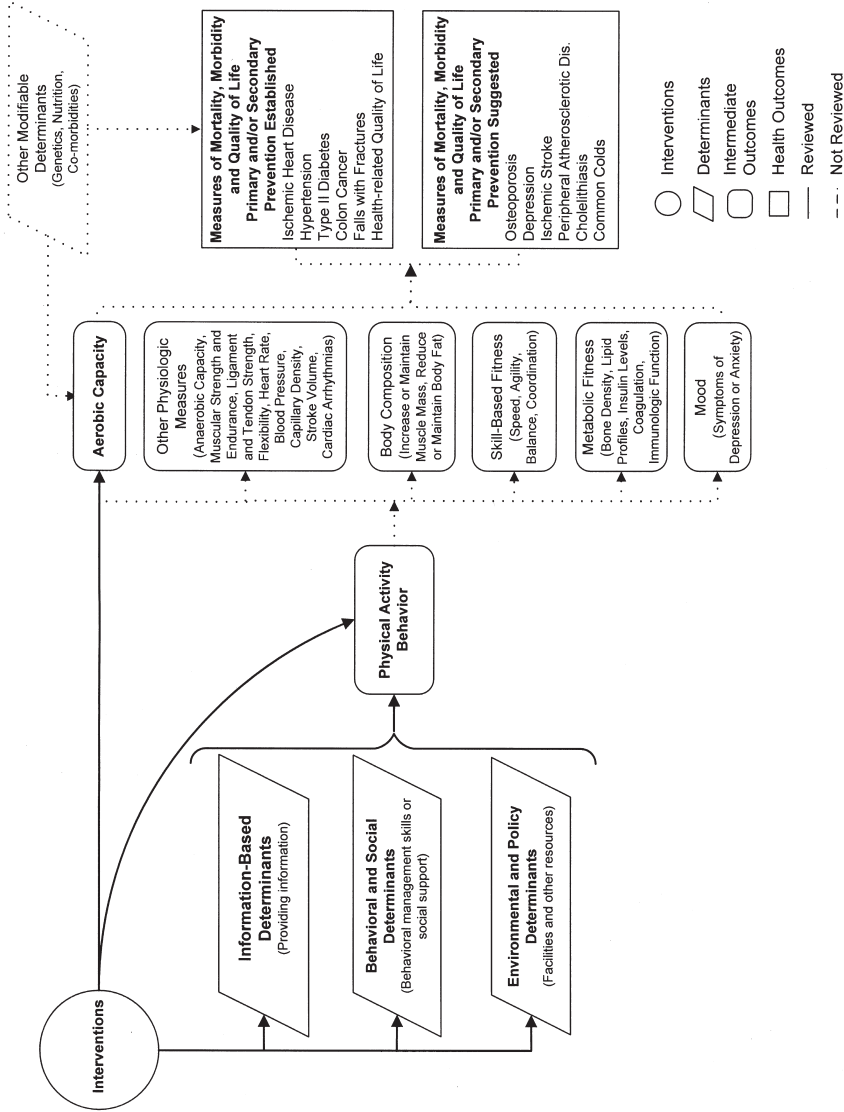 Interventions
Information-Based
Determinants
(Providing information)
Behavioral and Social
Determinants
(Behavioral management skills or
social support)
Environmental and Policy
Determinants
(Facilities and other resources)
Physical Activity
Behavior
Aerobic Capacity
Other Physiologic
Measures
(Anaerobic Capacity,
Muscular Strength and
Endurance, Ligament
and Tendon Strength,
Flexibility, Heart Rate,
Blood Pressure,
Capillary Density,
Stroke Volume,
Cardiac Arrhythmias)
Body Composition
(Increase or Maintain
Muscle Mass, Reduce
or Maintain Body Fat)
Skill-Based Fitness
(Speed, Agility,
Balance, Coordination)
Metabolic Fitness
(Bone Density, Lipid
Profiles, Insulin Levels,
Coagulation,
Immunologic Function)
Mood
(Symptoms of
Depression or Anxiety)
Other Modifiable
Determinants
(Genetics, Nutrition,
Co-morbidities)
Measures of Mortality, Morbidity
and Quality of Life
Primary and/or Secondary
Prevention Established
Ischemic Heart Disease
Hypertension
Type II Diabetes
Colon Cancer
Falls with Fractures
Health-related Quality of Life
Measures of Mortality, Morbidity
and Quality of Life
Primary and/or Secondary
Prevention Suggested
Osteoporosis
Depression
Ischemic Stroke
Peripheral Atherosclerotic Dis.
Cholelithiasis
Common Colds
Interventions
Determinants
Intermediate
Outcomes
Health Outcomes
Reviewed
Not Reviewed